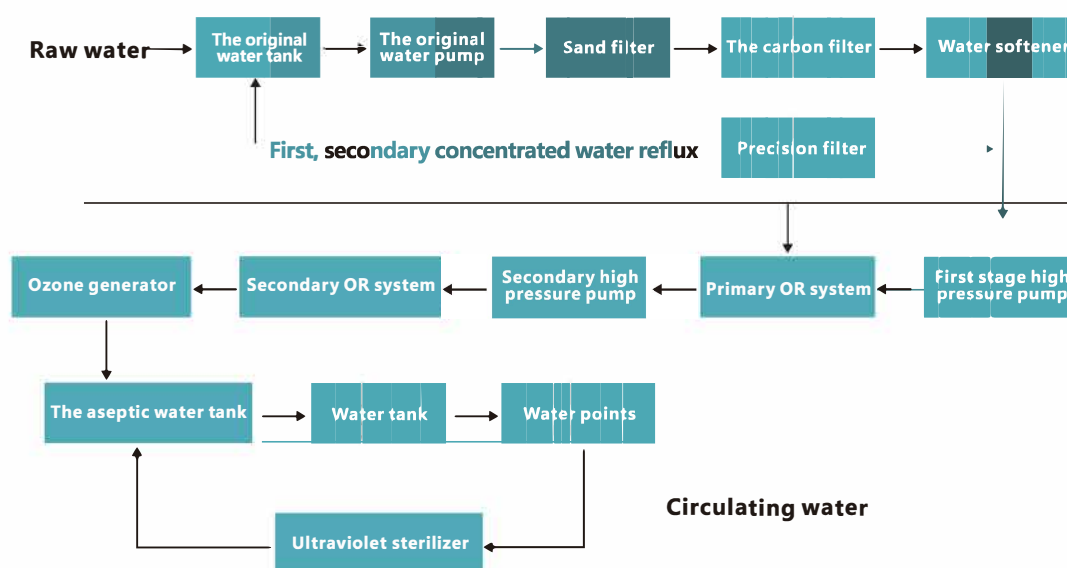 Raw water
The original
water tank
The original
water pump
Sand filter
The carbon filter
Water softener
First, secondary concentrated water reflux
Precision filter
Ozone generator
Secondary OR system
Secondary high
pressure pump
Primary OR system
First stage high
pressure pump
The aseptic water tank
Water tank
Water points
Circulating water
Ultraviolet sterilizer